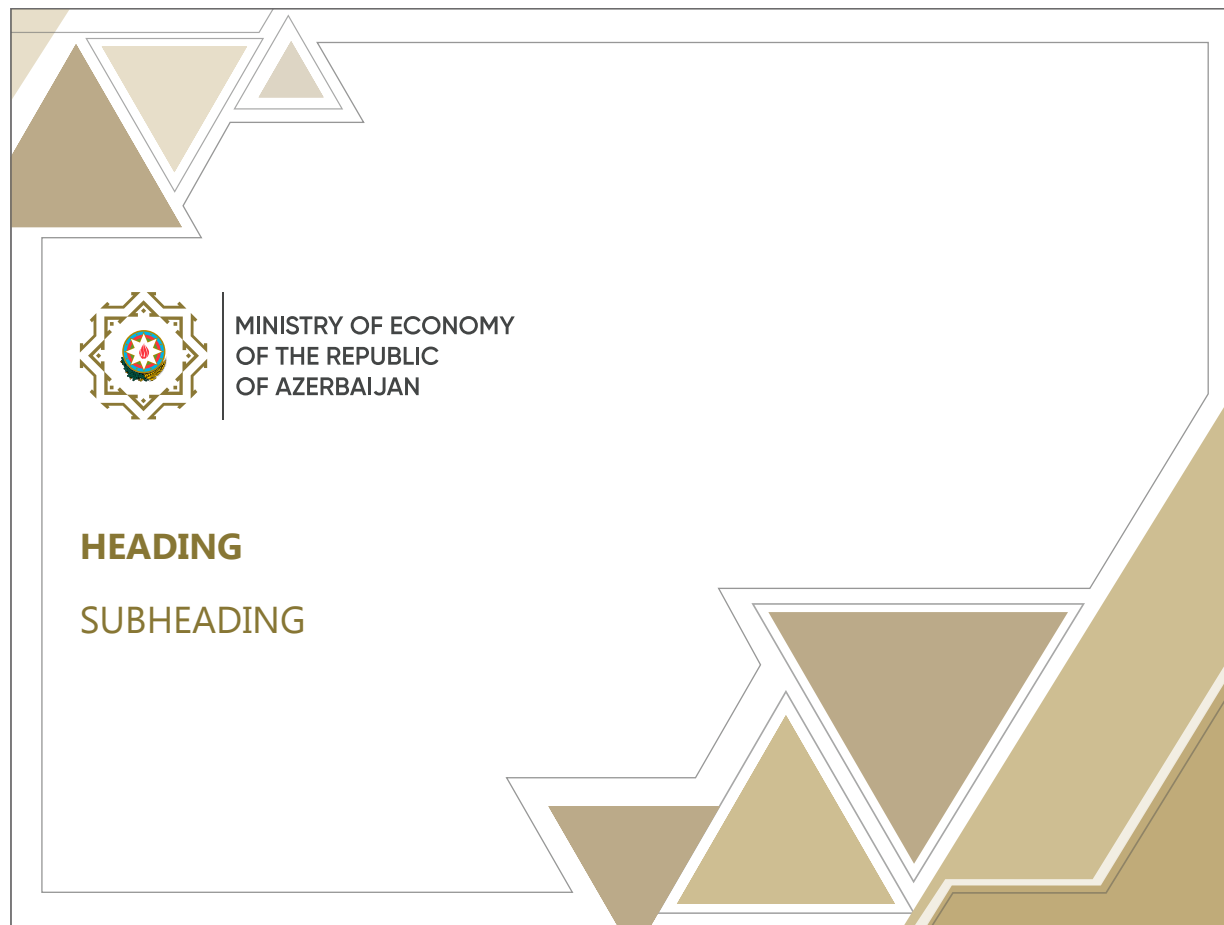 MINISTRY OF ECONOMY
OF THE REPUBLIC
OF AZERBAIJAN
HEADING
SUBHEADING